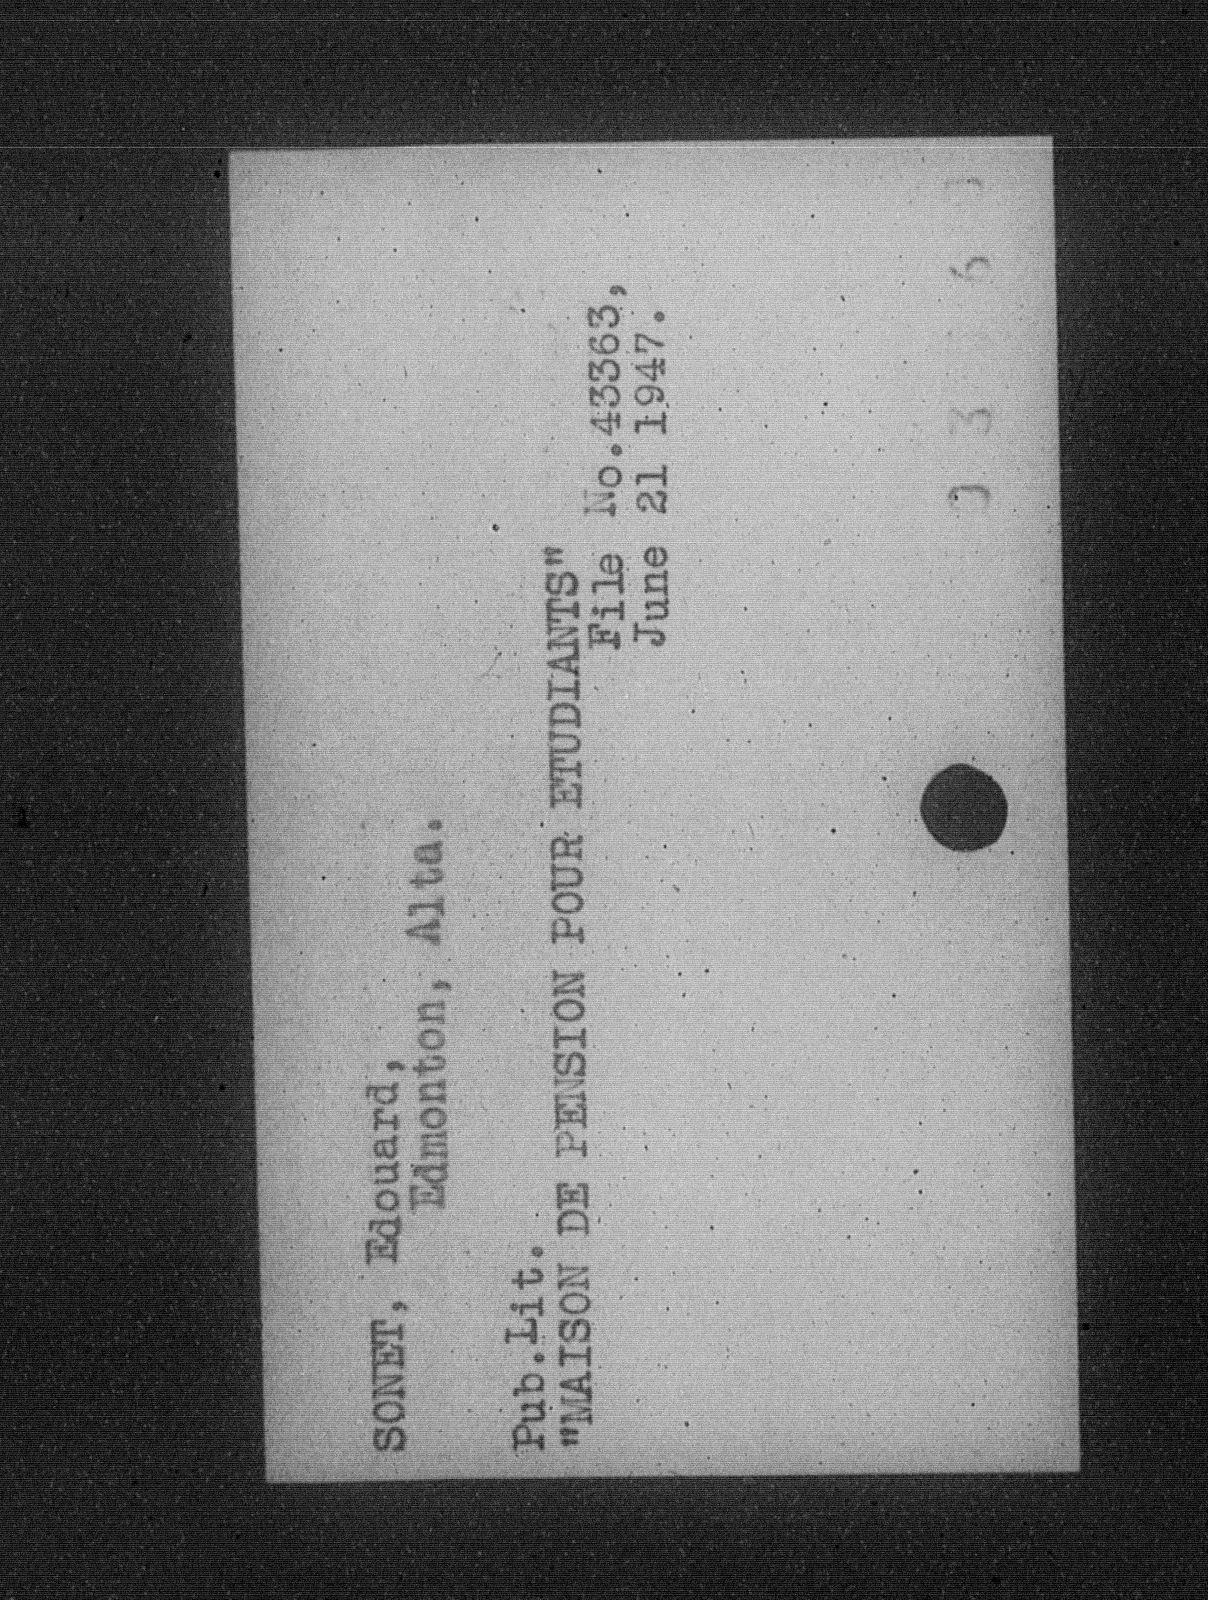 SONET, Edouard,
Edmonton, Alta.
Pub.Lit.
"MAISON DE PENSION POUR ETUDIANTS"
File No.43363,
June 21 1947.